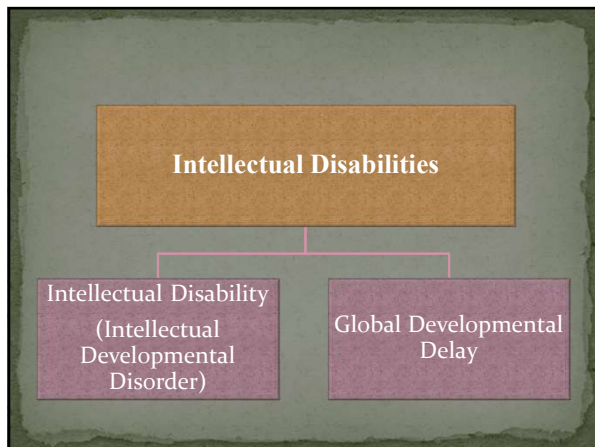 Intellectual Disabilities
Intellectual Disability
(Intellectual
Developmental
Disorder)
Global Developmental
Delay